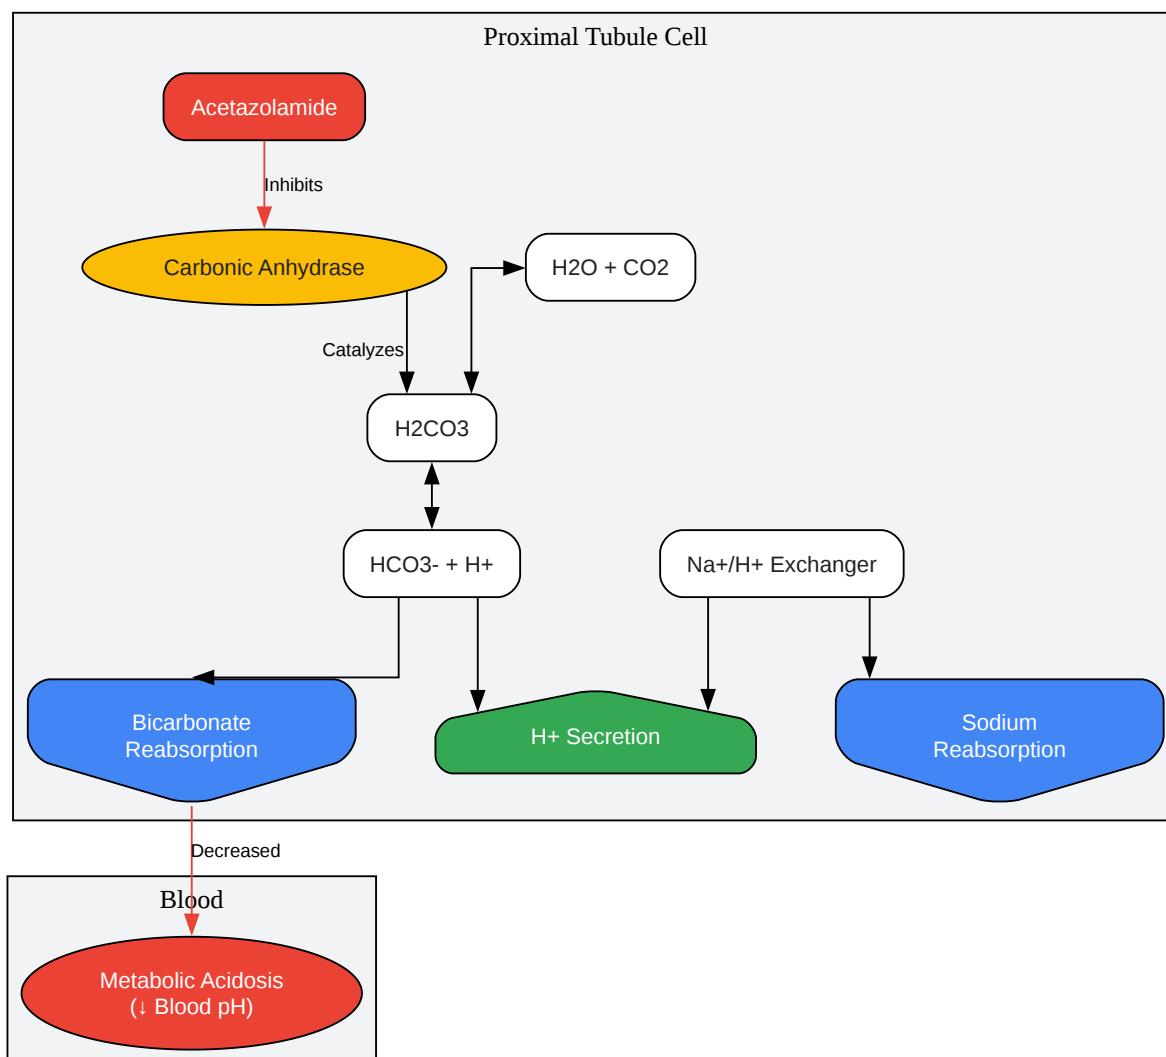 Proximal Tubule Cell
Acetazolamide
Inhibits
Carbonic Anhydrase
H2O + CO2
Catalyzes
H2CO3
HCO3- + H+
Na+/H+ Exchanger
Bicarbonate
Reabsorption
H+ Secretion
Sodium
Reabsorption
Decreased
Blood
Metabolic Acidosis
(↓ Blood pH)